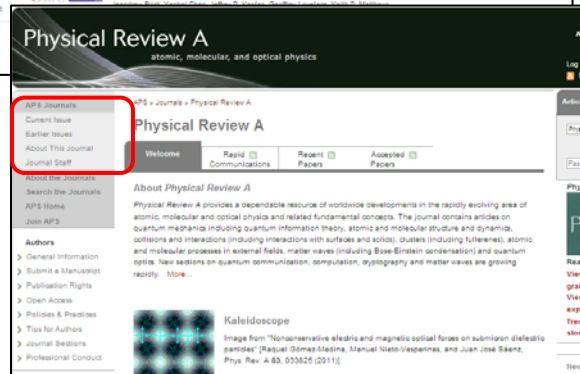 Physical Review A
atomic, molecular, and optical physics
Log
APS Journals
Current Issue
Earlier Issues
About This Journal
Journal Staff
About the Journals
Search the Journals
APS Home
Join APS
Authors
General Information
Submit a Manuscript
Publication Rights
Open Access
Policies & Practices
Tips for Authors
Journal Sections
Professional Conduct
APS » Journals » Physical Review A
Physical Review A
Welcome
Rapid Communications
Recent Papers
Accepted Papers
About Physical Review A
Physical Review A provides a dependable resource of worldwide developments in the rapidly evolving area of
atomic, molecular and optical physics and related fundamental concepts. The journal contains articles on
quantum mechanics including quantum information theory, atomic and molecular structure and dynamics,
collisions and interactions (including interactions with surfaces and solids), clusters (including fullerenes), atomic
and molecular processes in external fields, matter waves (including Bose-Einstein condensation) and quantum
optics. New sections on quantum communication, computation, cryptography and matter waves are growing
rapidly. More...
Kaleidoscope
Image from "Nonconservative electric and magnetic optical forces on submicron dielectric
particles" [Raquel Gómez-Medina, Manuel Nieto-Vesperinas, and Juan José Sáenz,
Phys. Rev. A 83, 033825 (2011)]